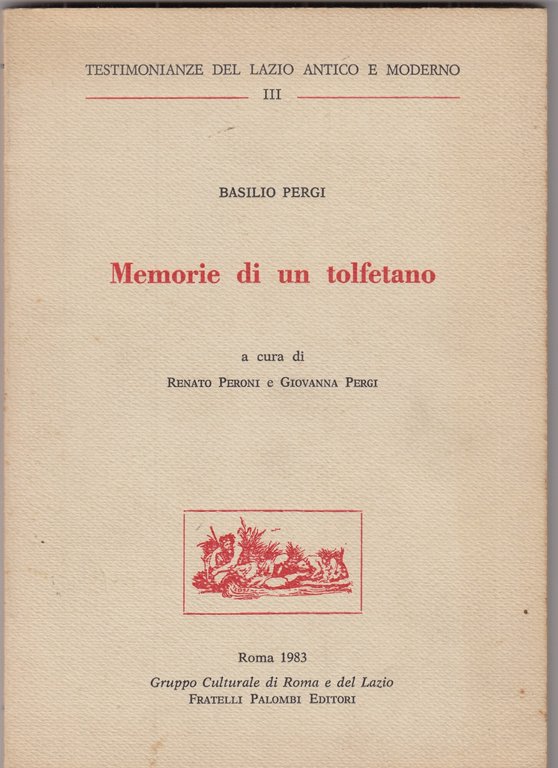 TESTIMONIANZE DEL LAZIO ANTICO E MODERNO
III
BASILIO PERGI
Memorie di un tolfetano
a cura di
RENATO PERONI e GIOVANNA PERGI
Roma 1983
Gruppo Culturale di Roma e del Lazio
FRATELLI PALOMBI EDITORI